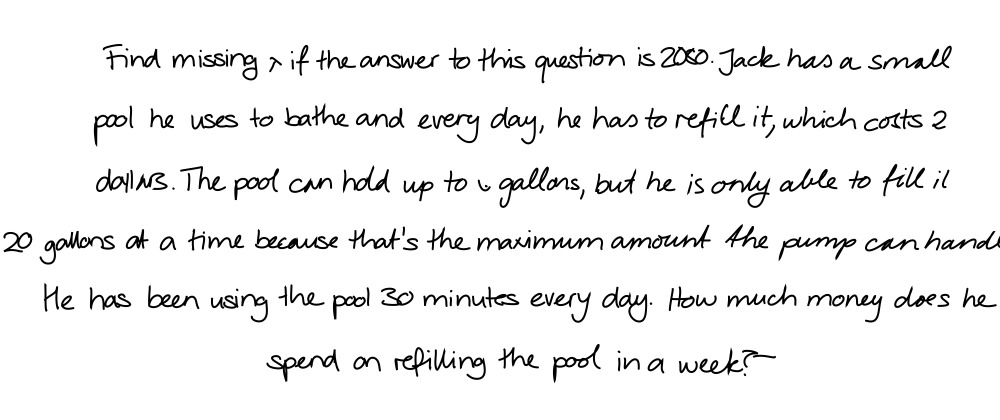 Find missing x if the answer to this question is 2000. Jack has a small
pool he uses to bathe and every day, he has to refill it, which costs 2
dollars. The pool can hold up to gallons, but he is only able to fill it
20 gallons at a time because that's the maximum amount the pump can handl
He has been using the pool 30 minutes every day. How much money does he
spend on refilling the pool in a week?